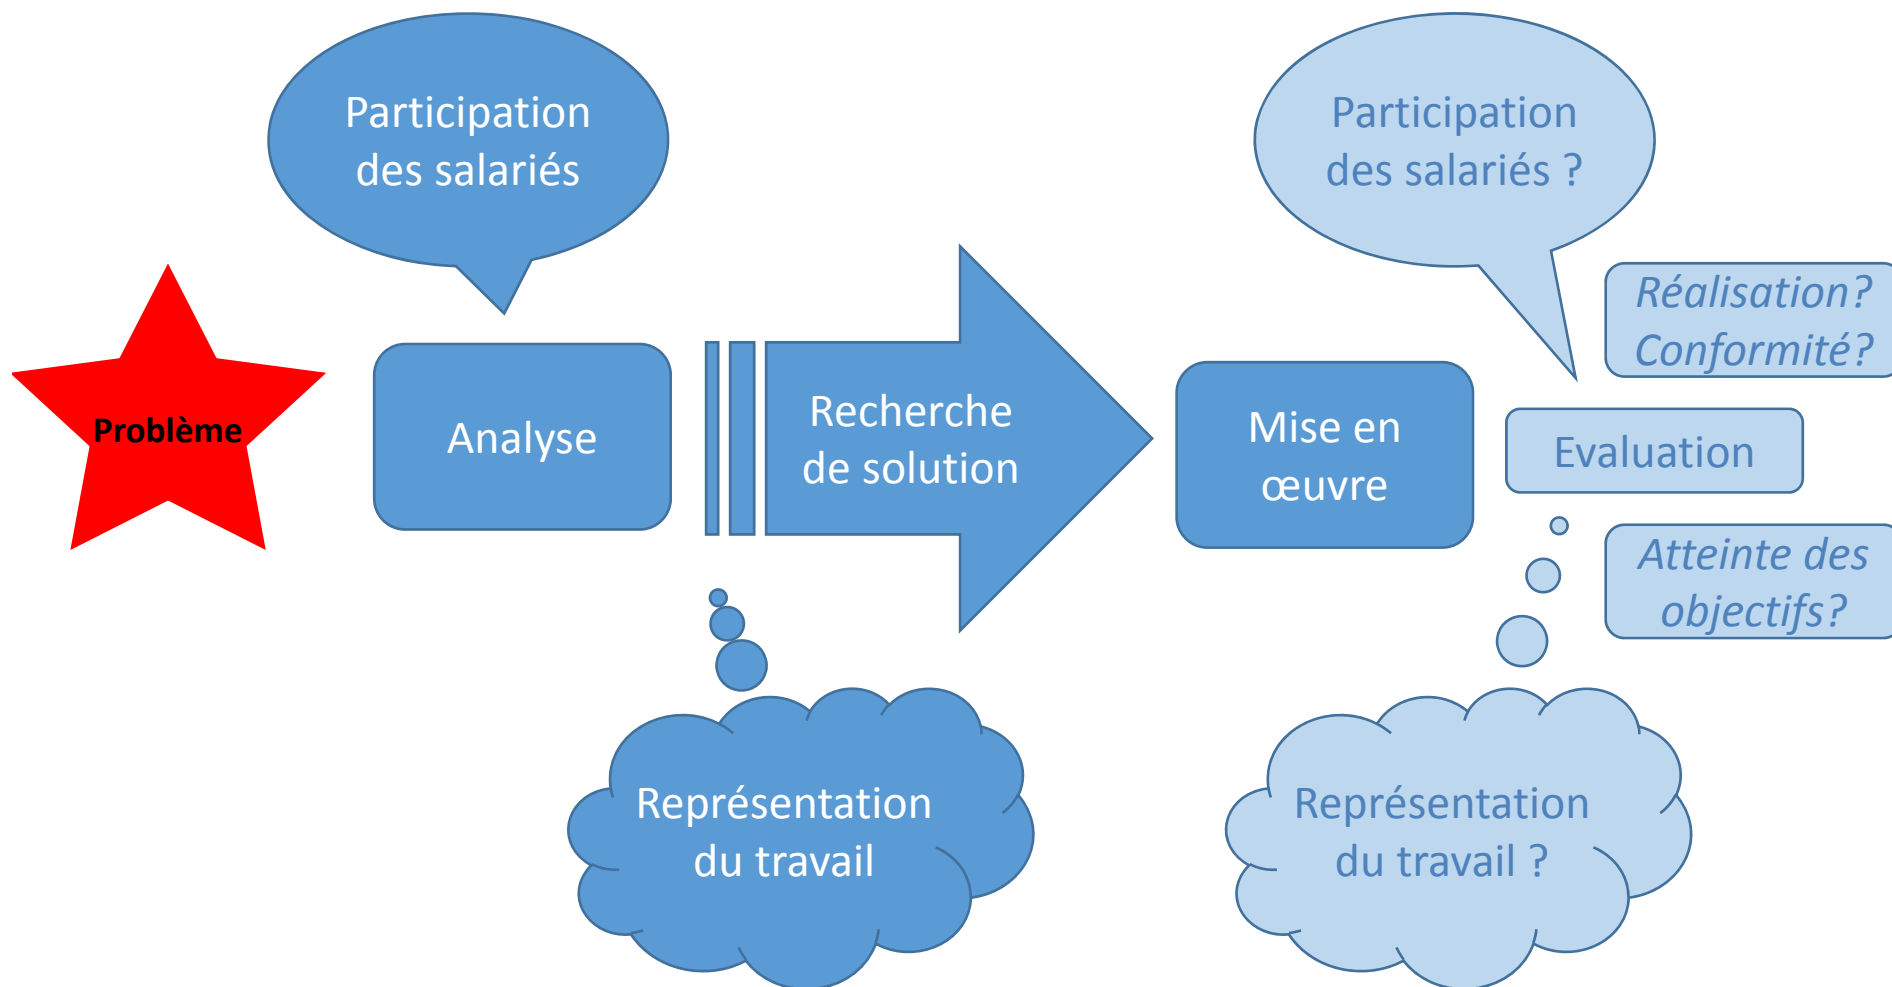 Participation
des salariés
Participation
des salariés ?
Problème
Analyse
Recherche
de solution
Mise en
œuvre
Réalisation?
Conformité?
Evaluation
Atteinte des
objectifs?
Représentation
du travail
Représentation
du travail ?